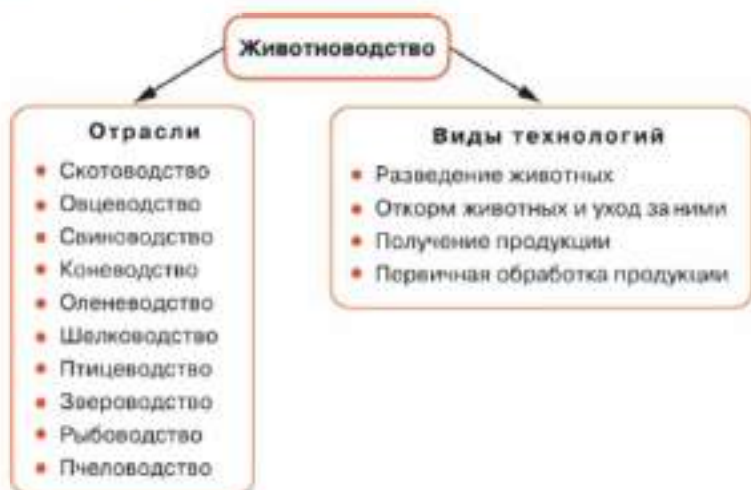 Животноводство
Отрасли
• Скотоводство
• Овцеводство
• Свиноводство
• Коневодство
• Оленеводство
• Шелководство
• Птицеводство
• Звероводство
• Рыбоводство
• Пчеловодство
Виды технологий
• Разведение животных
• Откорм животных и уход за ними
• Получение продукции
• Первичная обработка продукции